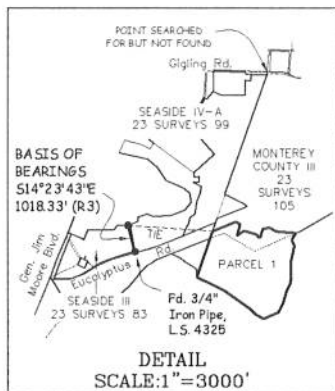 POINT SEARCHED
FOR BUT NOT FOUND
Gigling Rd.
SEASIDE IV-A
23 SURVEYS 99
BASIS OF
BEARINGS
S14°23'43"E
1018.33' (R3)
MONTEREY
COUNTY III
23
SURVEYS
105
Gen. Jim
Moore Blvd.
TIE
Eucalyptus Rd.
PARCEL 1
SEASIDE III
23 SURVEYS 83
Fd. 3/4"
Iron Pipe,
L.S. 4325
DETAIL
SCALE:1"=3000'